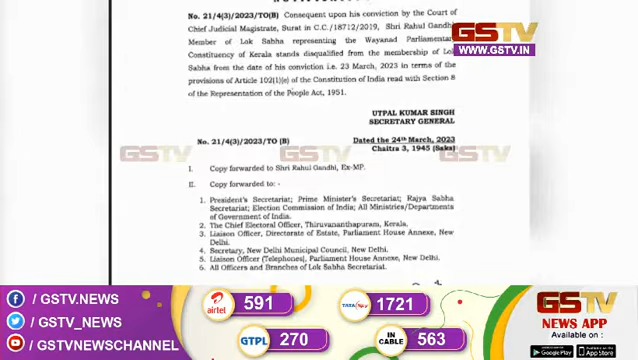 No. 21/4(3)/2023/TO(B) Consequent upon his conviction by the Court of
Chief Judicial Magistrate, Surat in C.C./18712/2019, Shri Rahul Gandhi
Member of Lok Sabha representing the Wayanad Parliamentary
Constituency of Kerala stands disqualified from the membership of Lok
Sabha from the date of his conviction i.e. 23 March, 2023 in terms of the
provisions of Article 102(1)(e) of the Constitution of India read with Section 8
of the Representation of the People Act, 1951.
GSTV
WWW.GSTV.IN
UTPAL KUMAR SINGH
SECRETARY GENERAL
No. 21/4(3)/2023/TO (B)
Dated the 24th March, 2023
Chaitra 3, 1945 (Saka)
GSTV
GSTV
I. Copy forwarded to Shri Rahul Gandhi, Ex-MP.
II. Copy forwarded to: -
1. President's Secretariat; Prime Minister's Secretariat; Rajya Sabha
Secretariat; Election Commission of India; All Ministries/Departments
of Government of India.
2. The Chief Electoral Officer, Thiruvananthapuram, Kerala.
3. Liaison Officer, Directorate of Estate, Parliament House Annexe, New
Delhi.
4. Secretary, New Delhi Municipal Council, New Delhi.
5. Liaison Officer (Telephones), Parliament House Annexe, New Delhi.
6. All Officers and Branches of Lok Sabha Secretariat.
/ GSTV.NEWS
/ GSTV_NEWS
/ GSTVNEWSCHANNEL
airtel 591
TATA 1721
GTPL 270
IN CABLE 563
GSTV
NEWS APP
Available on :
Google Play
App Store